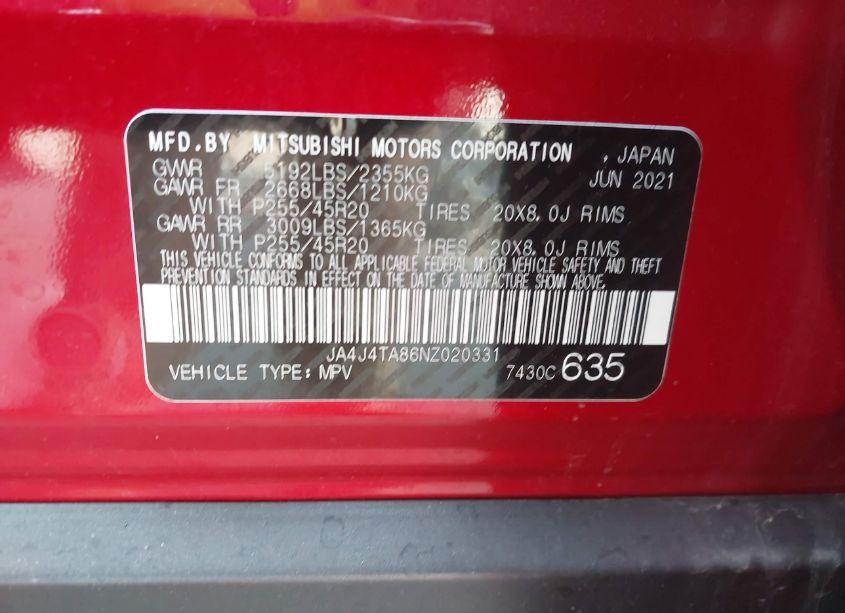 MFD.BY MITSUBISHI MOTORS CORPORATION , JAPAN
GVWR 5192LBS/2355KG JUN 2021
GAWR FR 2668LBS/1210KG
WITH P255/45R20 TIRES 20X8.0J RIMS
GAWR RR 3009LBS/1365KG
WITH P255/45R20 TIRES 20X8.0J RIMS
THIS VEHICLE CONFORMS TO ALL APPLICABLE FEDERAL MOTOR VEHICLE SAFETY AND THEFT
PREVENTION STANDARDS IN EFFECT ON THE DATE OF MANUFACTURE SHOWN ABOVE.
JA4J4TA86NZ020331
VEHICLE TYPE: MPV 7430C 635